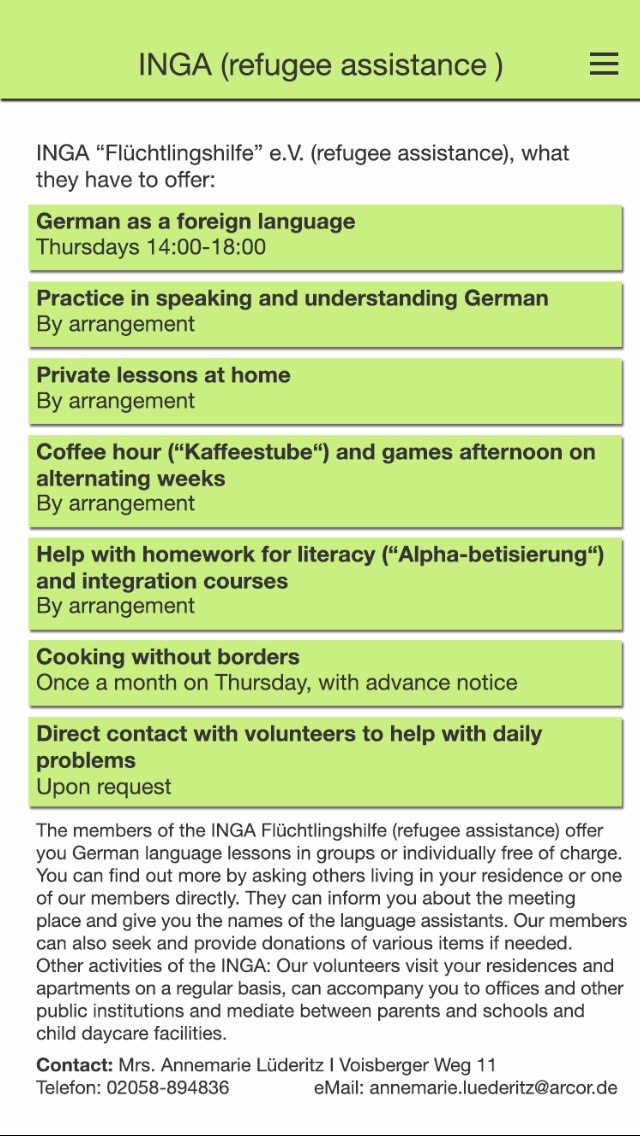 INGA (refugee assistance )
INGA “Flüchtlingshilfe” e.V. (refugee assistance), what
they have to offer:
German as a foreign language
Thursdays 14:00-18:00
Practice in speaking and understanding German
By arrangement
Private lessons at home
By arrangement
Coffee hour (“Kaffeestube“) and games afternoon on
alternating weeks
By arrangement
Help with homework for literacy (“Alpha-betisierung“)
and integration courses
By arrangement
Cooking without borders
Once a month on Thursday, with advance notice
Direct contact with volunteers to help with daily
problems
Upon request
The members of the INGA Flüchtlingshilfe (refugee assistance) offer
you German language lessons in groups or individually free of charge.
You can find out more by asking others living in your residence or one
of our members directly. They can inform you about the meeting
place and give you the names of the language assistants. Our members
can also seek and provide donations of various items if needed.
Other activities of the INGA: Our volunteers visit your residences and
apartments on a regular basis, can accompany you to offices and other
public institutions and mediate between parents and schools and
child daycare facilities.
Contact: Mrs. Annemarie Lüderitz I Voisberger Weg 11
Telefon: 02058-894836 eMail: annemarie.luederitz@arcor.de